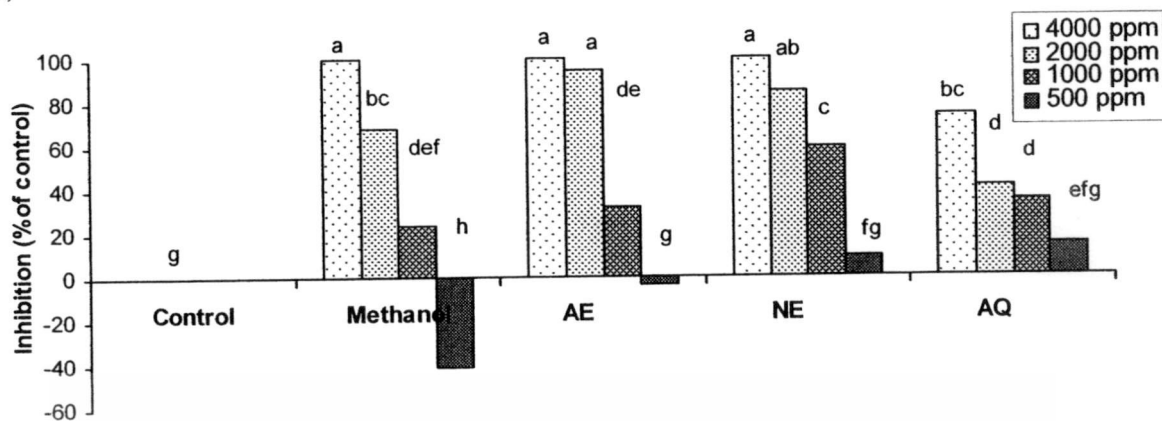 4000 ppm
2000 ppm
1000 ppm
500 ppm
Inhibition (% of control)
100
80
60
40
20
0
-20
-40
-60
g
a
bc
def
h
a
a
de
g
a
ab
c
fg
bc
d
d
efg
Control
Methanol
AE
NE
AQ